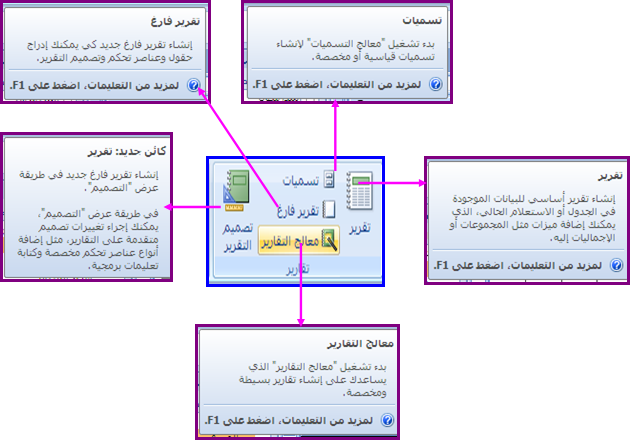 تسميات
بدء تشغيل "معالج التسميات" لإنشاء
تسميات قياسية أو مخصصة.
لمزيد من التعليمات، اضغط على F1.
تقرير فارغ
إنشاء تقرير فارغ جديد كي يمكنك إدراج
حقول وعناصر تحكم وتصميم التقرير.
لمزيد من التعليمات، اضغط على F1.
تقرير
إنشاء تقرير أساسي للبيانات الموجودة
في الجدول أو الاستعلام الحالي، الذي
يمكنك إضافة ميزات مثل المجموعات أو
الإجماليات إليه.
لمزيد من التعليمات، اضغط على F1.
تقرير
تسميات
تقرير فارغ
معالج التقارير
تصميم
التقرير
تقارير
كائن جديد: تقرير
إنشاء تقرير فارغ جديد في طريقة
عرض "التصميم".
في طريقة عرض "التصميم"،
يمكنك إجراء تغييرات تصميم
متقدمة على التقارير، مثل إضافة
أنواع عناصر تحكم مخصصة وكتابة
تعليمات برمجية.
معالج التقارير
بدء تشغيل "معالج التقارير" الذي
يساعدك على إنشاء تقارير بسيطة
ومخصصة.
لمزيد من التعليمات، اضغط على F1.